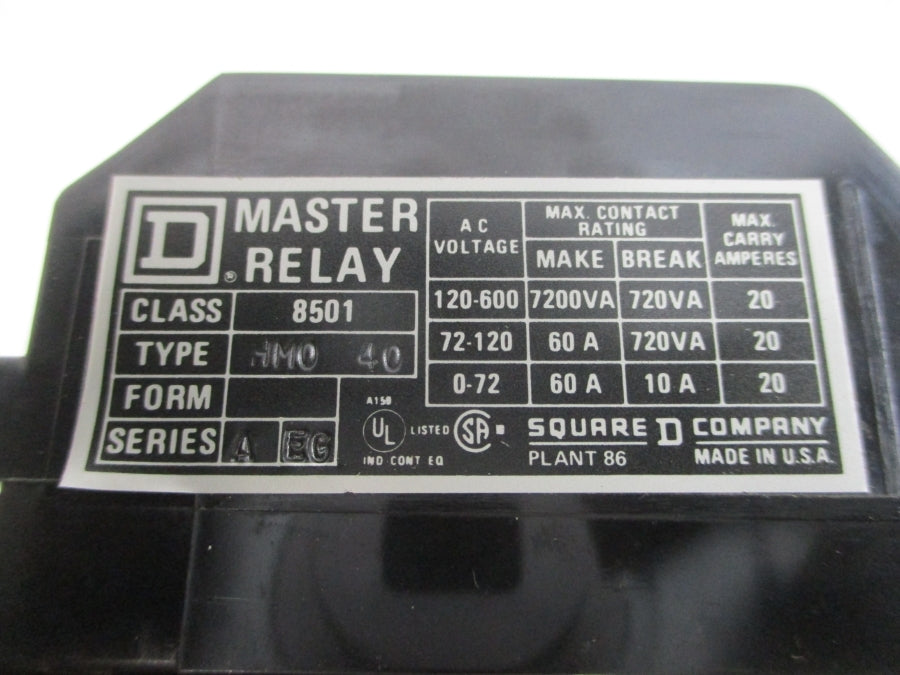 D
®
MASTER
RELAY
CLASS 8501
TYPE HMO 40
FORM
SERIES A EG
AC VOLTAGE
MAX. CONTACT RATING
MAKE BREAK
MAX. CARRY AMPERES
120-600 7200VA 720VA 20
72-120 60 A 720VA 20
0-72 60 A 10 A 20
A150
UL LISTED SA
IND·CONT EQ
SQUARE D COMPANY
PLANT 86 MADE IN U.S.A.